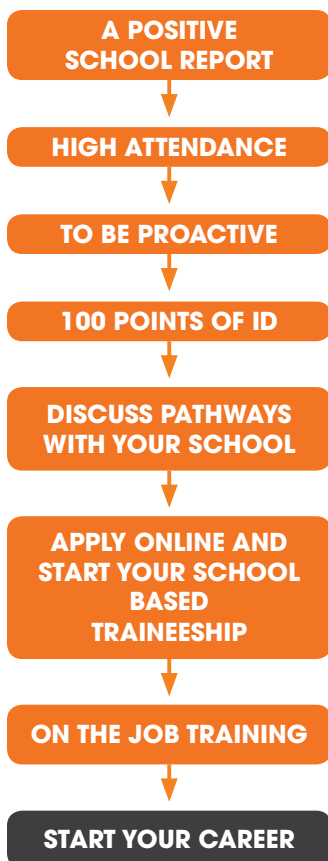 A POSITIVE
SCHOOL REPORT
HIGH ATTENDANCE
TO BE PROACTIVE
100 POINTS OF ID
DISCUSS PATHWAYS
WITH YOUR SCHOOL
APPLY ONLINE AND
START YOUR SCHOOL
BASED
TRAINEESHIP
ON THE JOB TRAINING
START YOUR CAREER